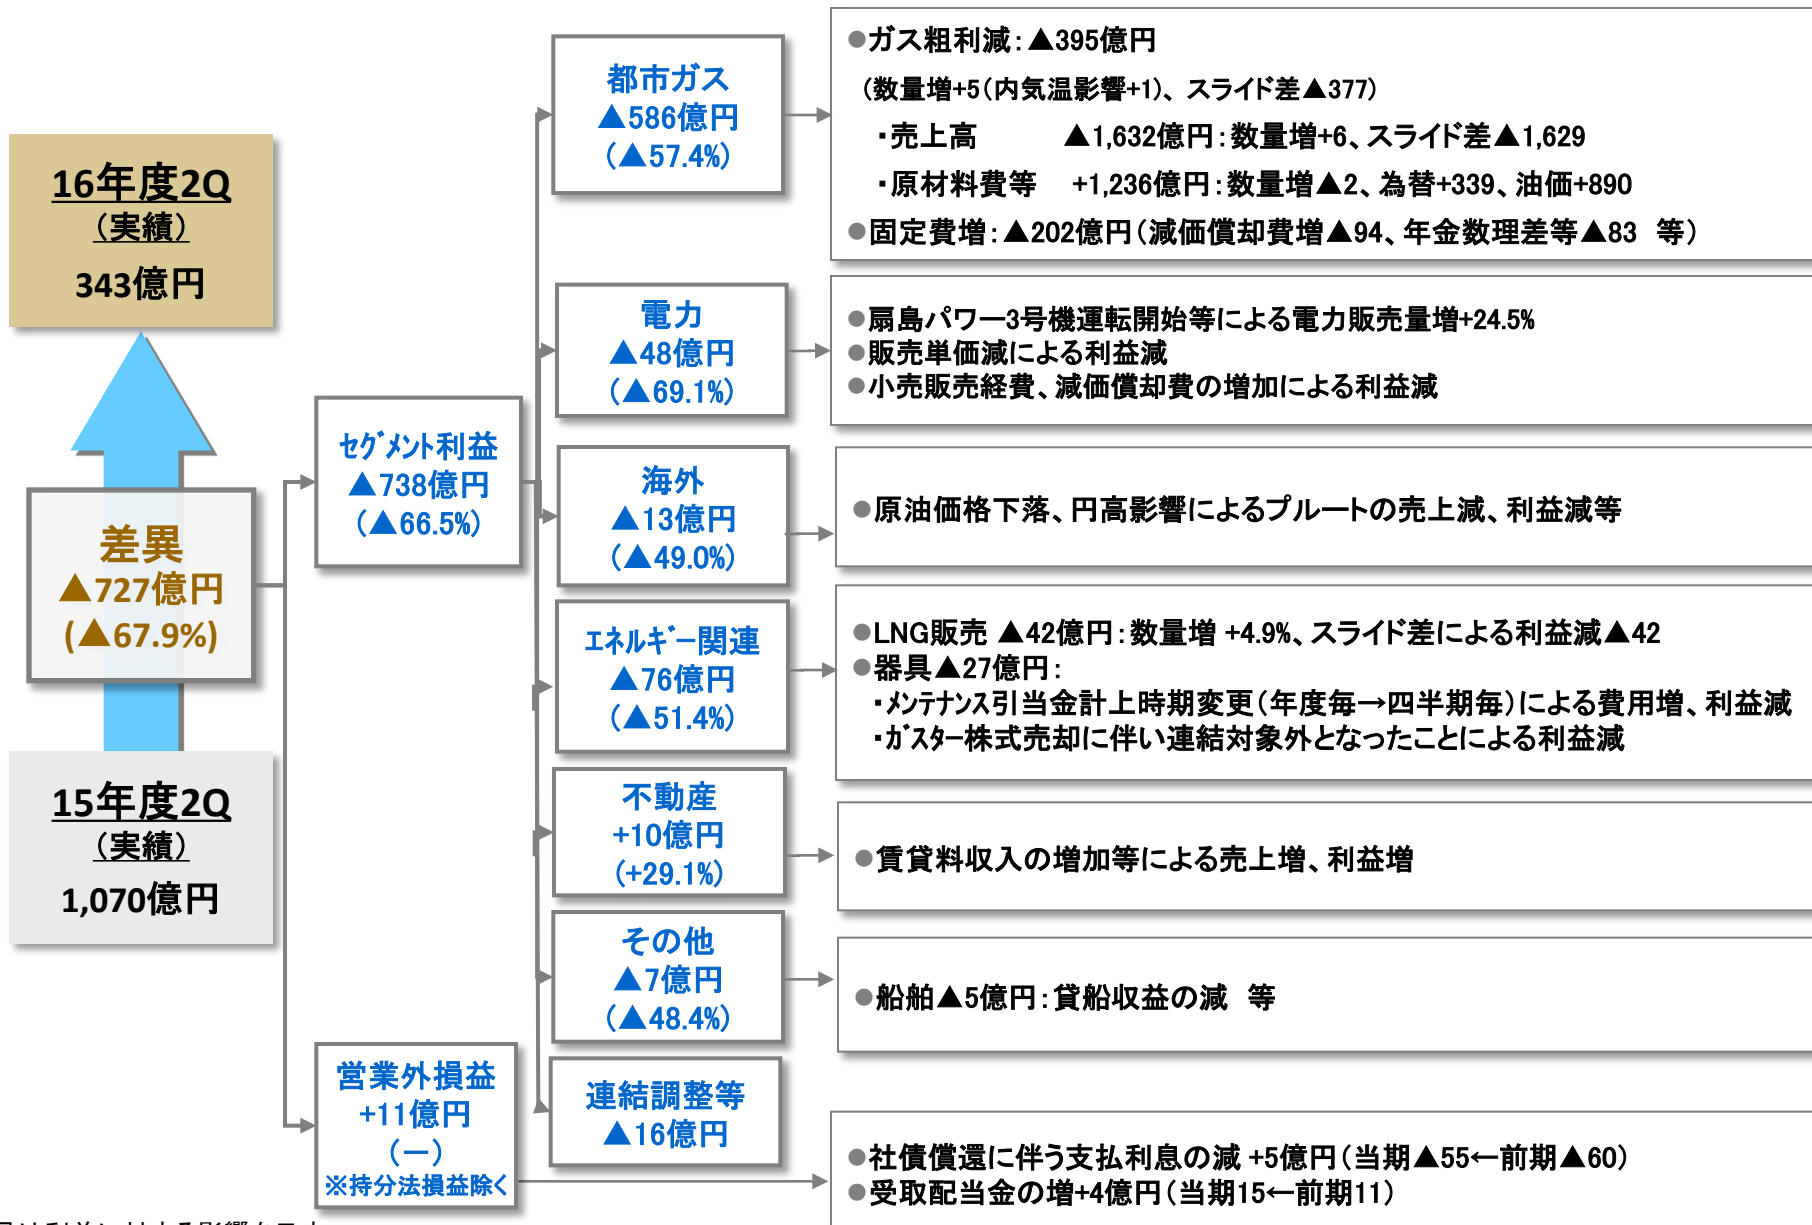 16年度2Q
（実績）
343億円
差異
▲727億円
(▲67.9%)
15年度2Q
（実績）
1,070億円
ｾｸﾞﾒﾝﾄ利益
▲738億円
(▲66.5%)
営業外損益
+11億円
(－)
※持分法損益除く
都市ガス
▲586億円
(▲57.4%)
電力
▲48億円
(▲69.1%)
海外
▲13億円
(▲49.0%)
ｴﾈﾙｷﾞｰ関連
▲76億円
(▲51.4%)
不動産
+10億円
(+29.1%)
その他
▲7億円
(▲48.4%)
連結調整等
▲16億円
●ガス粗利減：▲395億円
（数量増+5（内気温影響+1）、スライド差▲377）
・売上高　▲1,632億円：数量増+6、スライド差▲1,629
・原材料費等　+1,236億円：数量増▲2、為替+339、油価+890
●固定費増：▲202億円（減価償却費増▲94、年金数理差等▲83　等）
●扇島パワー3号機運転開始等による電力販売量増+24.5%
●販売単価減による利益減
●小売販売経費、減価償却費の増加による利益減
●原油価格下落、円高影響によるプルートの売上減、利益減等
●LNG販売 ▲42億円：数量増 +4.9%、スライド差による利益減▲42
●器具▲27億円：
・ﾒﾝﾃﾅﾝｽ引当金計上時期変更（年度毎→四半期毎）による費用増、利益減
・ｶﾞｽﾀｰ株式売却に伴い連結対象外となったことによる利益減
●賃貸料収入の増加等による売上増、利益増
●船舶▲5億円：貸船収益の減　等
●社債償還に伴う支払利息の減 +5億円（当期▲55←前期▲60）
●受取配当金の増+4億円（当期15←前期11）